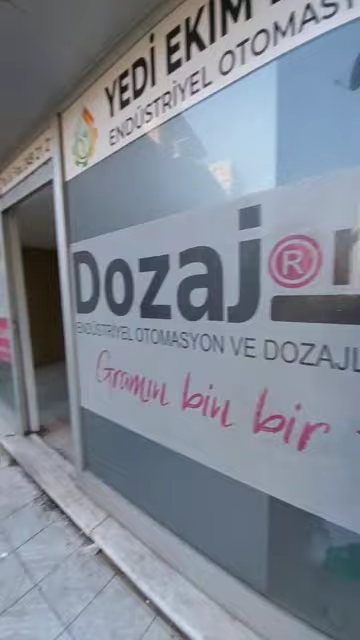 YEDİ EKİM
ENDÜSTRİYEL OTOMASY
Dozaj®
ENDÜSTRİYEL OTOMASYON VE DOZAJL
Gramın bin bir